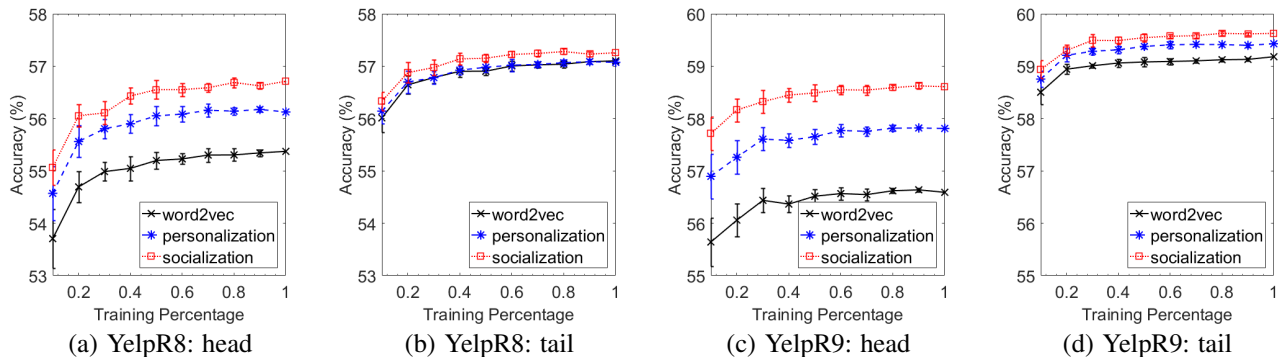 58
57
56
55
54
53
Accuracy (%)
0.2 0.4 0.6 0.8 1
Training Percentage
word2vec
personalization
socialization
(a) YelpR8: head
58
57
56
55
54
53
Accuracy (%)
0.2 0.4 0.6 0.8 1
Training Percentage
word2vec
personalization
socialization
(b) YelpR8: tail
60
59
58
57
56
55
Accuracy (%)
0.2 0.4 0.6 0.8 1
Training Percentage
word2vec
personalization
socialization
(c) YelpR9: head
60
59
58
57
56
55
Accuracy (%)
0.2 0.4 0.6 0.8 1
Training Percentage
word2vec
personalization
socialization
(d) YelpR9: tail